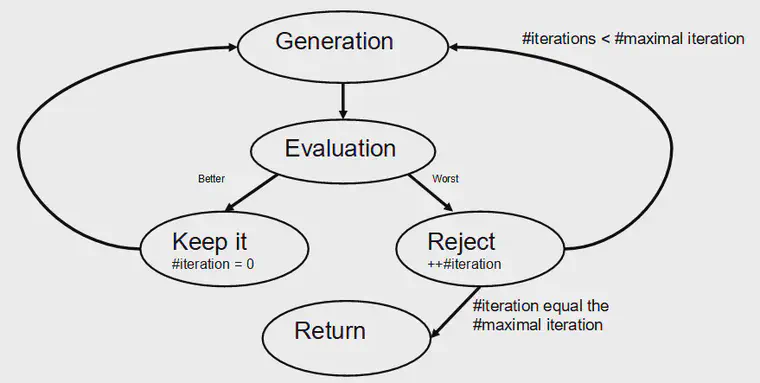 Generation
#iterations < #maximal iteration
Evaluation
Better
Worst
Keep it
#iteration = 0
Reject
++#iteration
#iteration equal the
#maximal iteration
Return